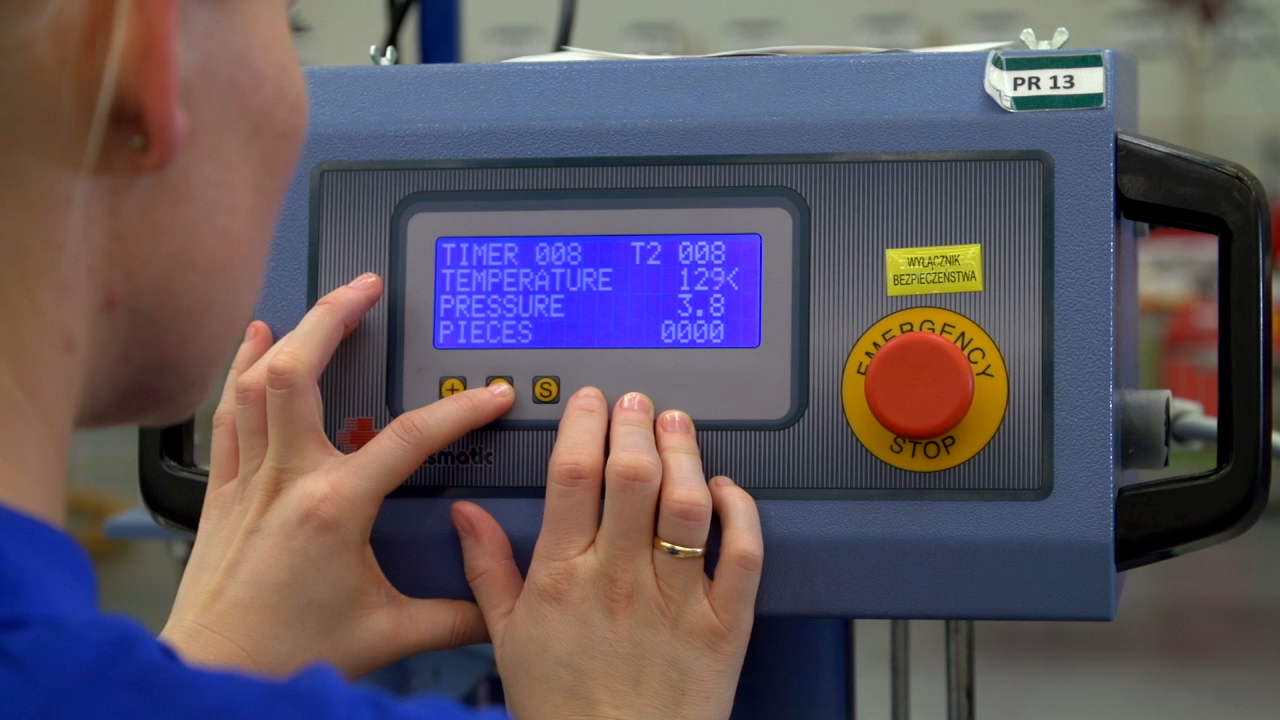 PR 13
TIMER 008 T2 008
TEMPERATURE 129<
PRESSURE 3.8
PIECES 0000
WYŁĄCZNIK
BEZPIECZEŃSTWA
EMERGENCY
STOP
+
S